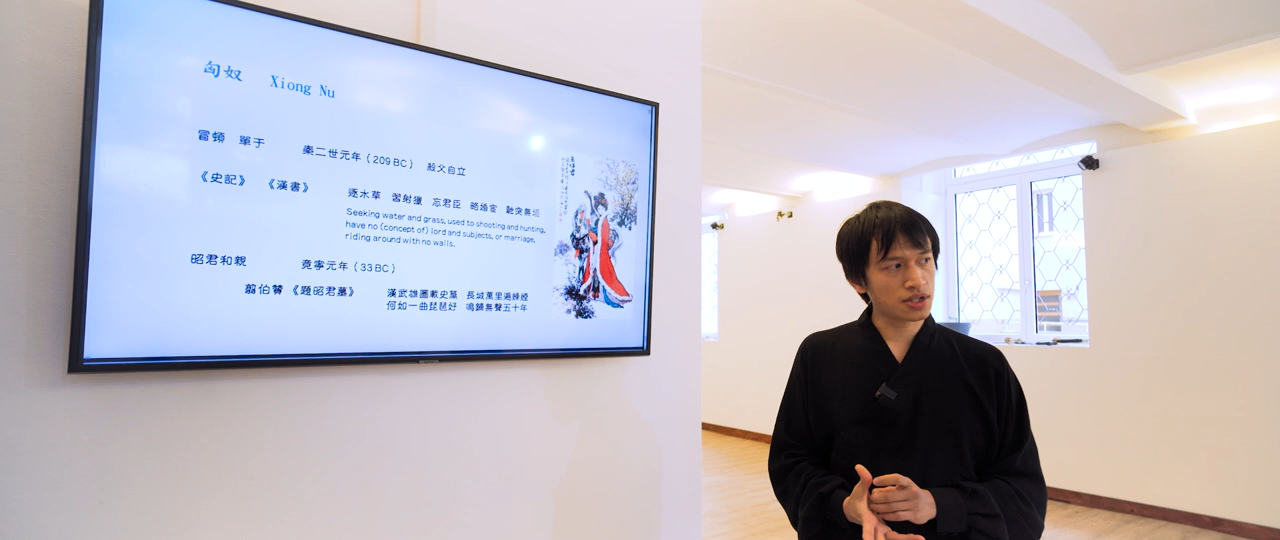 匈奴 Xiong Nu
冒頓 單于 秦二世元年（209 BC） 殺父自立
《史記》 《漢書》 逐水草 習射獵 忘君臣 略婚宦 馳突無垣
Seeking water and grass, used to shooting and hunting,
have no (concept of) lord and subjects, or marriage,
riding around with no walls.
昭君和親 竟寧元年（33 BC）
翦伯贊《題昭君墓》 漢武雄圖載史篇 長城萬里遍烽煙
何如一曲琵琶好 鳴鏑無聲五十年